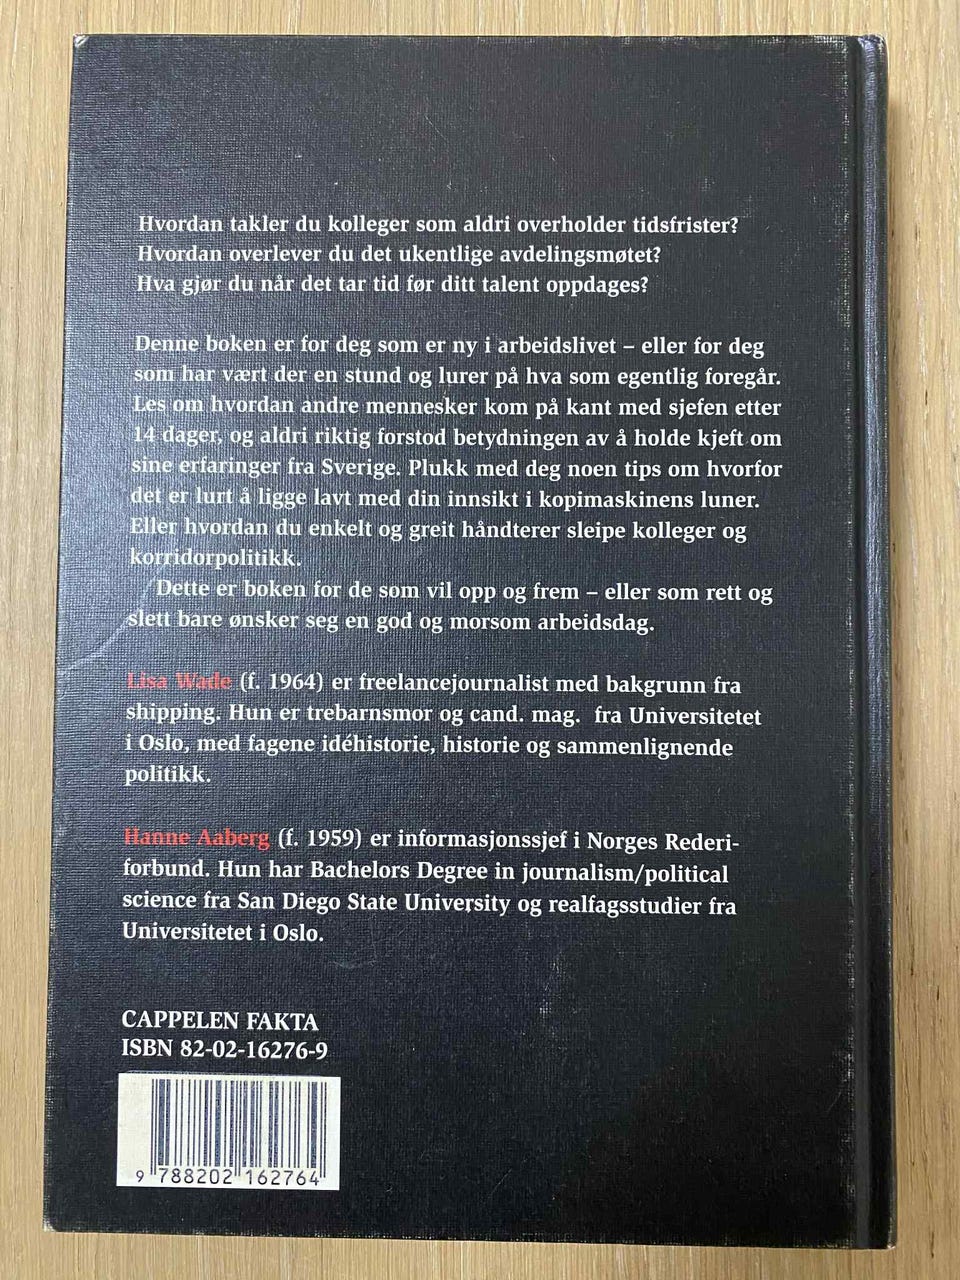 Hvordan takler du kolleger som aldri overholder tidsfrister?
Hvordan overlever du det ukentlige avdelingsmøtet?
Hva gjør du når det tar tid før ditt talent oppdages?
Denne boken er for deg som er ny i arbeidslivet – eller for deg
som har vært der en stund og lurer på hva som egentlig foregår.
Les om hvordan andre mennesker kom på kant med sjefen etter
14 dager, og aldri riktig forstod betydningen av å holde kjeft om
sine erfaringer fra Sverige. Plukk med deg noen tips om hvorfor
det er lurt å ligge lavt med din innsikt i kopimaskinens luner.
Eller hvordan du enkelt og greit håndterer sleipe kolleger og
korridorpolitikk.
Dette er boken for de som vil opp og frem – eller som rett og
slett bare ønsker seg en god og morsom arbeidsdag.
Lisa Wade (f. 1964) er freelancejournalist med bakgrunn fra
shipping. Hun er trebarnsmor og cand. mag. fra Universitetet
i Oslo, med fagene idéhistorie, historie og sammenlignende
politikk.
Hanne Aaberg (f. 1959) er informasjonssjef i Norges Rederi-
forbund. Hun har Bachelors Degree in journalism/political
science fra San Diego State University og realfagsstudier fra
Universitetet i Oslo.
CAPPELEN FAKTA
ISBN 82-02-16276-9
9 788202 162764